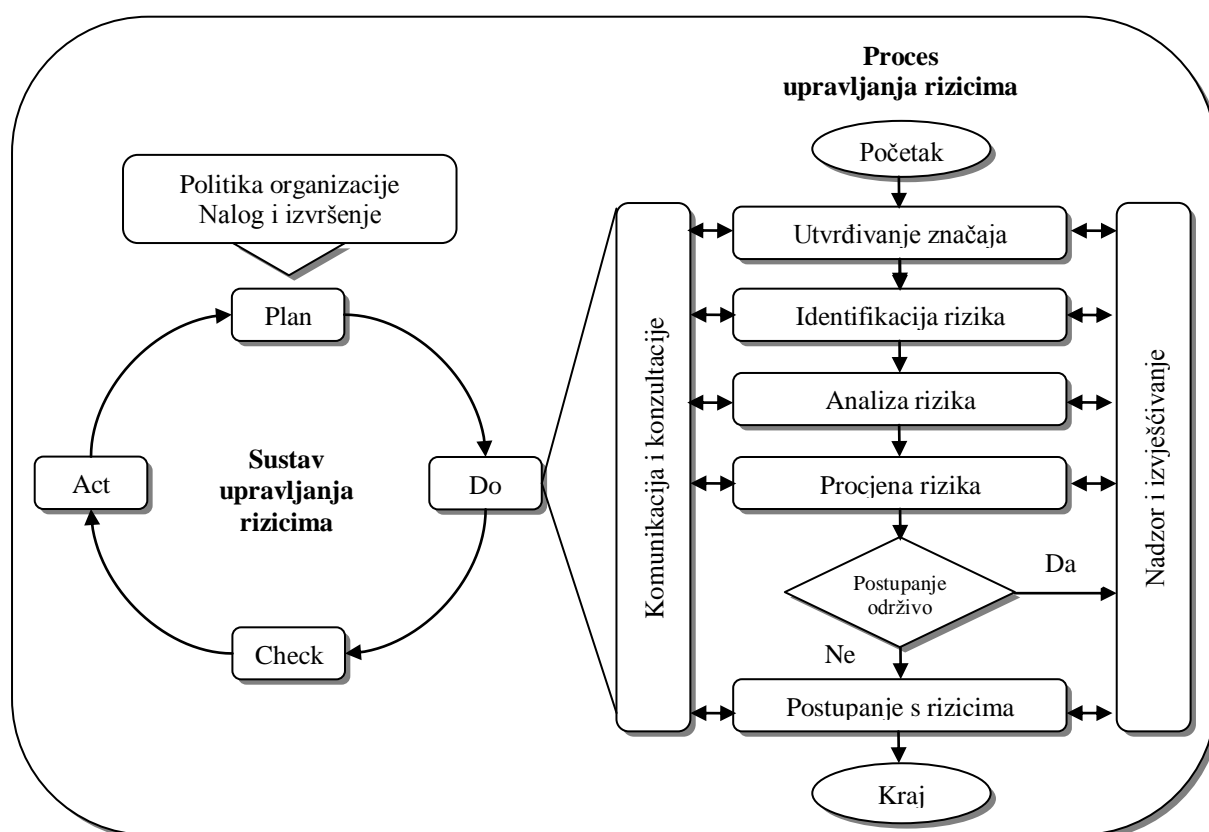 Proces
upravljanja rizicima
Početak
Politika organizacije
Nalog i izvršenje
Plan
Do
Check
Act
Sustav
upravljanja
rizicima
Komunikacija i konzultacije
Utvrđivanje značaja
Identifikacija rizika
Analiza rizika
Procjena rizika
Postupanje
održivo
Da
Ne
Postupanje s rizicima
Kraj
Nadzor i izvješćivanje